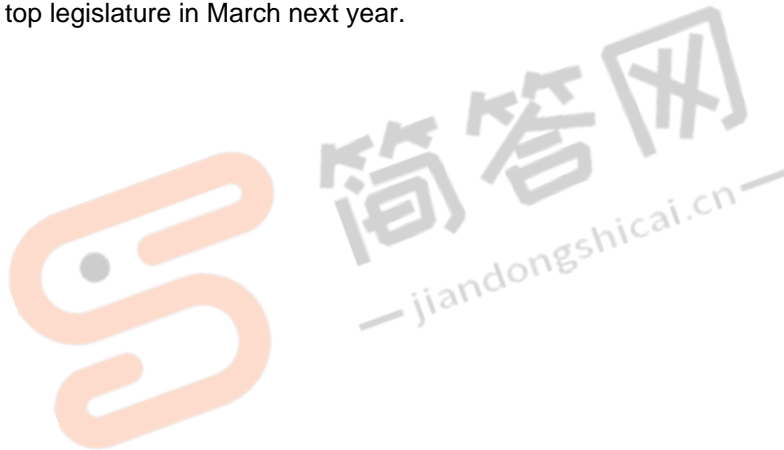 top legislature in March next year.
简答网
jiandongshicai.cn